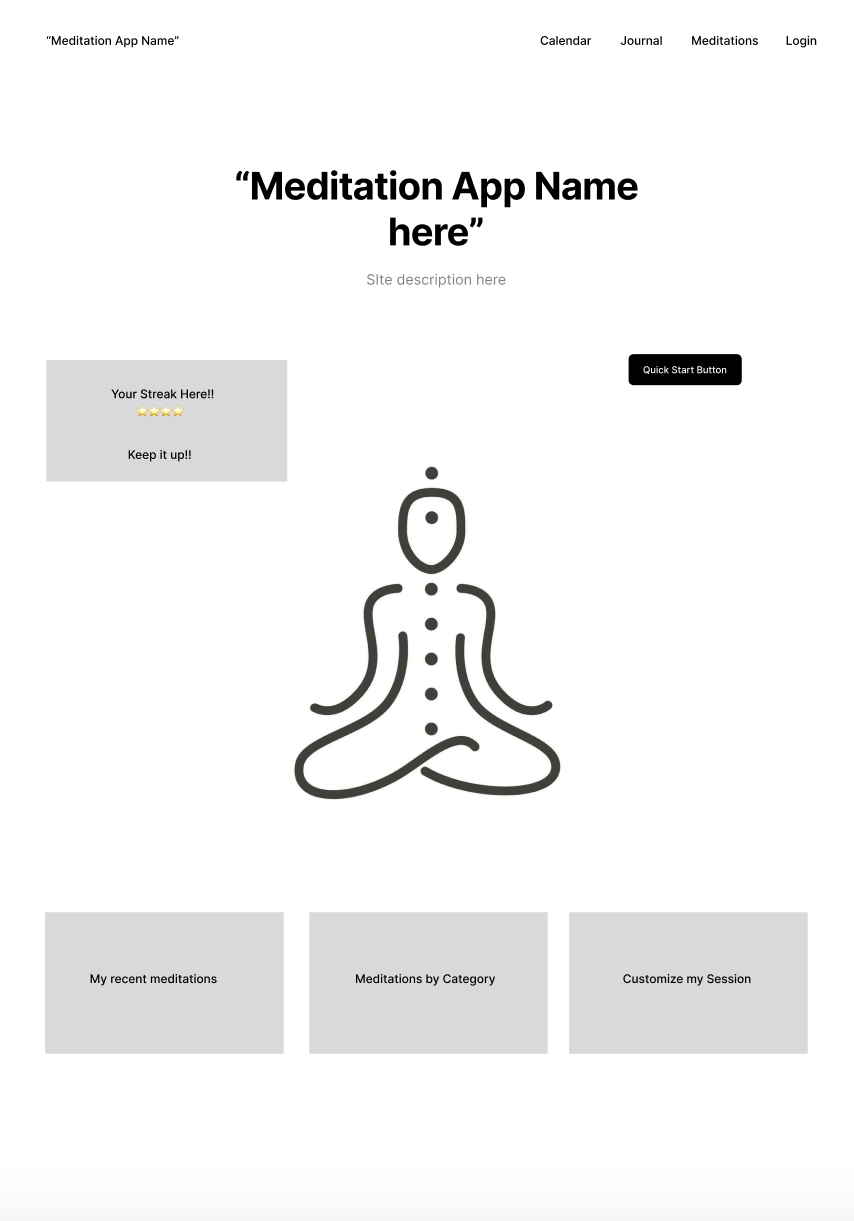 “Meditation App Name”
Calendar Journal Meditations Login
“Meditation App Name
here”
SIte description here
Quick Start Button
Your Streak Here!!
⭐⭐⭐⭐
Keep it up!!
My recent meditations
Meditations by Category
Customize my Session